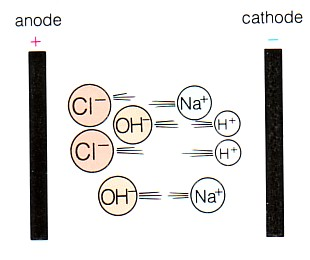 anode
cathode
+
−
Cl⁻
Na⁺
OH⁻
H⁺
Cl⁻
H⁺
OH⁻
Na⁺